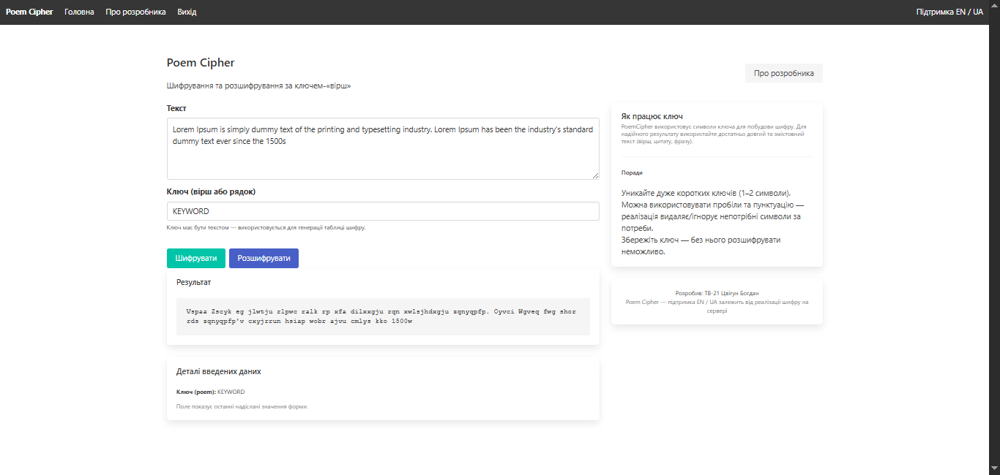 Poem Cipher Головна Про розробника Вихід Підтримка EN / UA
Poem Cipher
Про розробника
Шифрування та розшифрування за ключем-«вірш»
Текст
Lorem Ipsum is simply dummy text of the printing and typesetting industry. Lorem Ipsum has been the industry's standard
dummy text ever since the 1500s
Ключ (вірш або рядок)
KEYWORD
Ключ має бути текстом — використовується для генерації таблиці шифру.
Шифрувати Розшифрувати
Результат
Vspaa Zscyk eg jlwtju rlpwc ralk rp xfa dilxxgju rqn xwlsjhdxgju zqnyqpfp. Oyvci Wgveq fwg shor
rds zqnyqpfp'v cxyjrrun hsiap wobr ajvu cmlys kko 1500w
Деталі введених даних
Ключ (poem): KEYWORD
Поле показує останні надіслані значення форми.
Як працює ключ
PoemCipher використовує символи ключа для побудови шифру. Для
надійного результату використайте достатньо довгий та змістовний
текст (вірш, цитату, фразу).
Поради
Уникайте дуже коротких ключів (1–2 символи).
Можна використовувати пробіли та пунктуацію —
реалізація видаляє/ігнорує непотрібні символи за
потреби.
Збережіть ключ — без нього розшифрувати
неможливо.
Розробив: ТВ-21 Цвігун Богдан
Poem Cipher — підтримка EN / UA залежить від реалізації шифру на
сервері